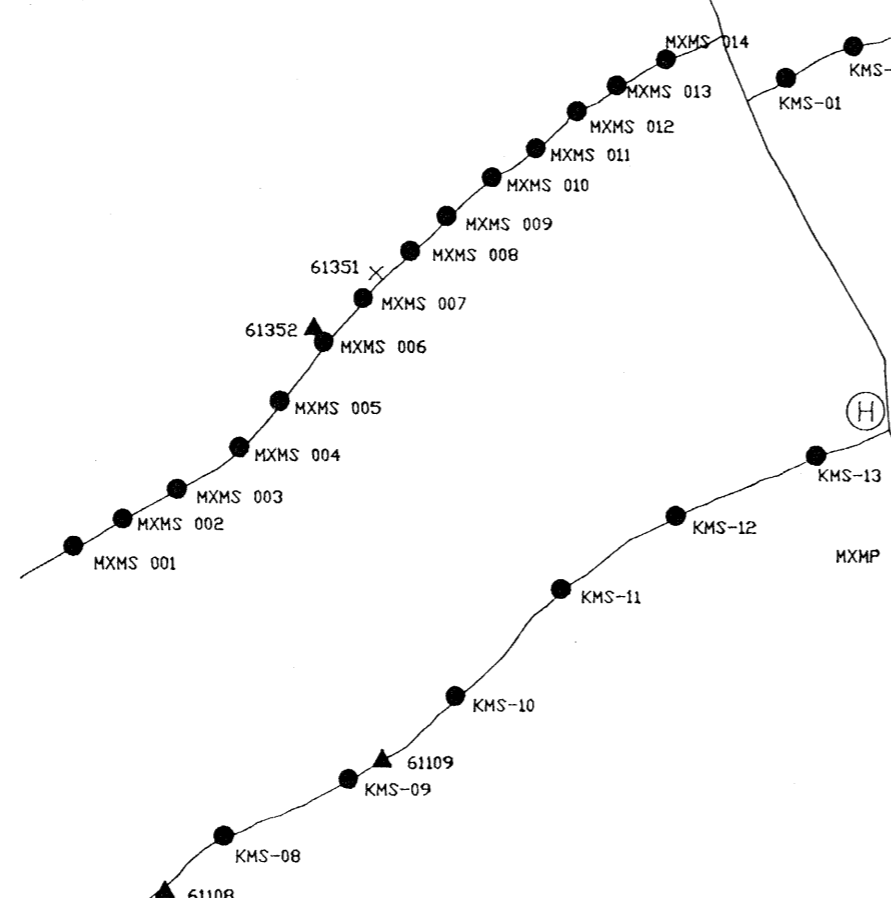 MXMS 014
KMS-
MXMS 013
KMS-01
MXMS 012
MXMS 011
MXMS 010
MXMS 009
MXMS 008
61351
MXMS 007
61352
MXMS 006
MXMS 005
H
MXMS 004
KMS-13
MXMS 003
MXMS 002
KMS-12
MXMS 001
MXMP
KMS-11
KMS-10
61109
KMS-09
KMS-08
61108